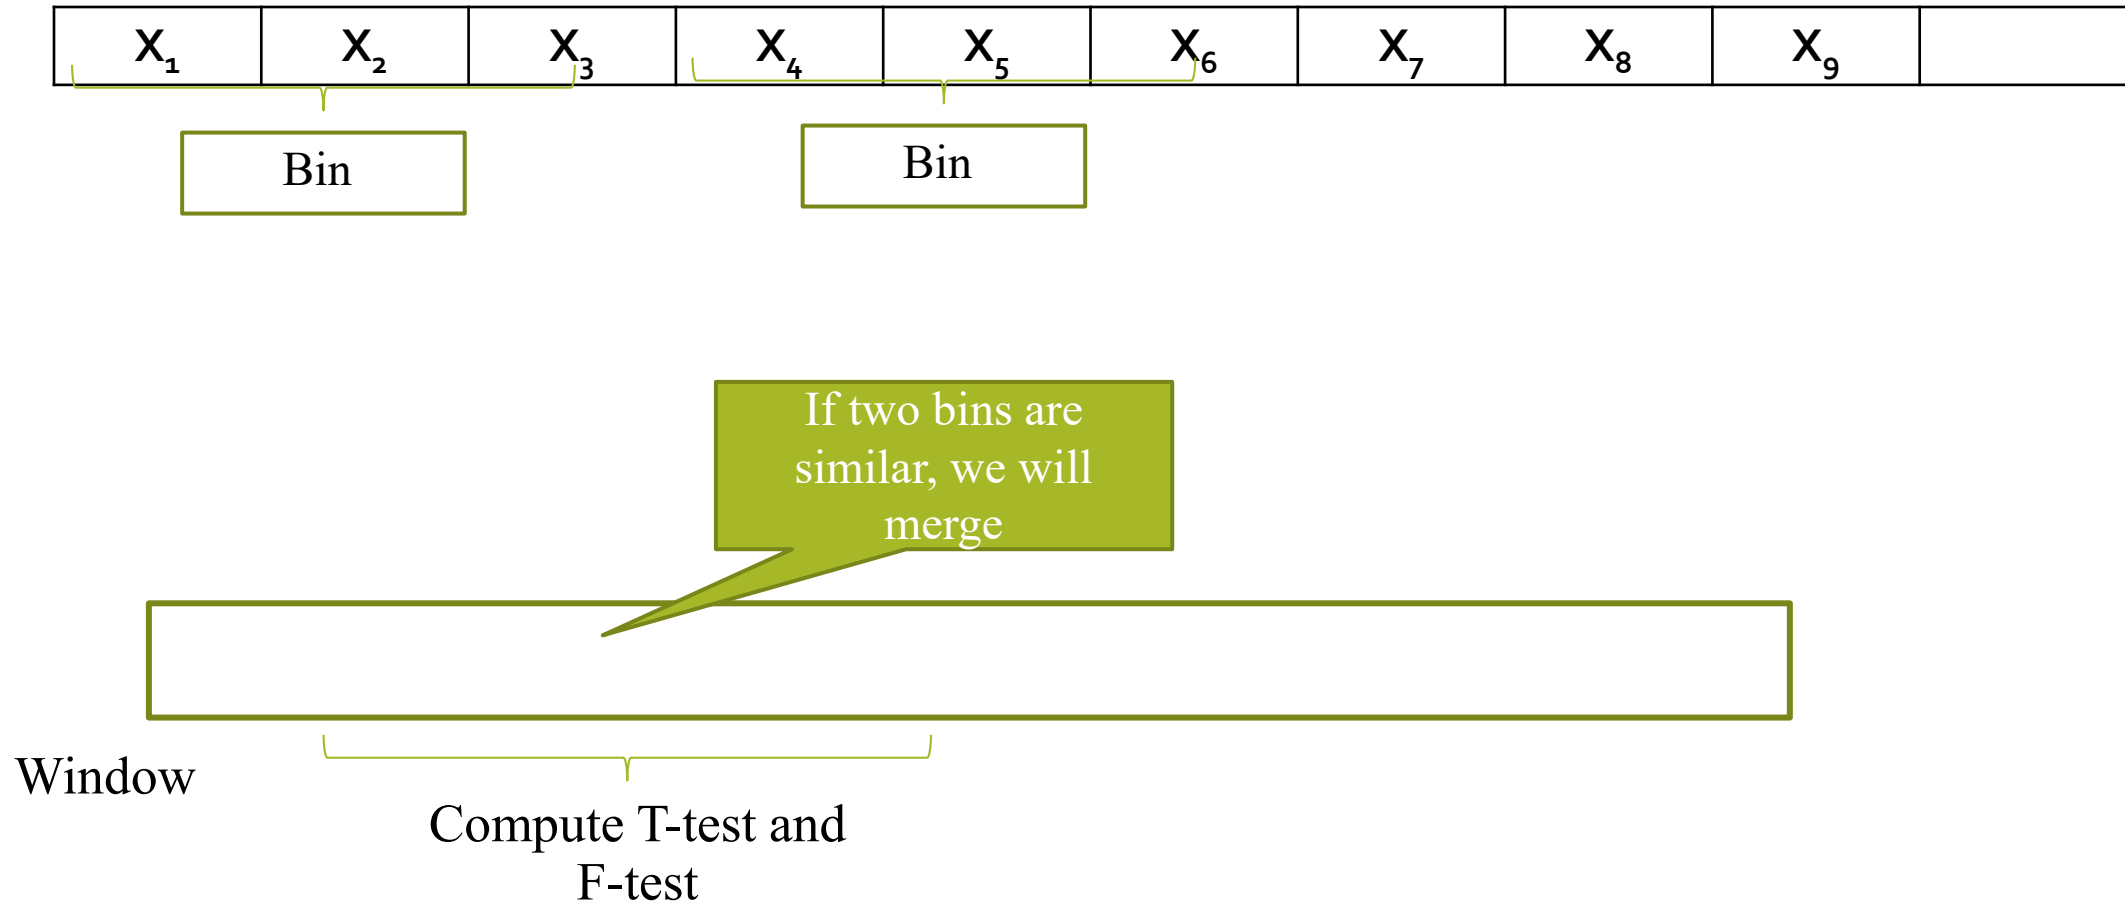 X₁ X₂ X₃ X₄ X₅ X₆ X₇ X₈ X₉
Bin Bin
If two bins are
similar, we will
merge
Window
Compute T-test and
F-test